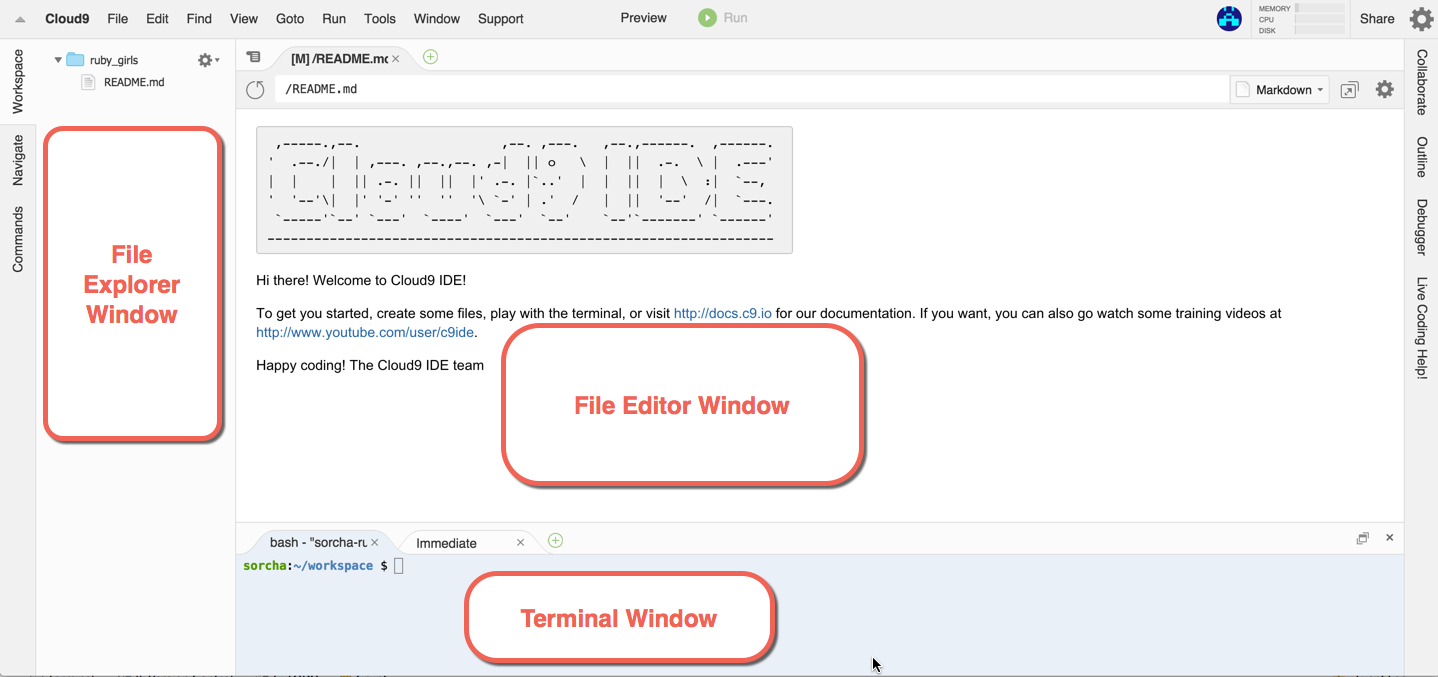 Cloud9 File Edit Find View Goto Run Tools Window Support Preview Run MEMORY CPU DISK Share
Workspace
Navigate
Commands
ruby_girls
README.md
[M] /README.mc
/README.md
Markdown
Cloud9 IDE
Hi there! Welcome to Cloud9 IDE!
To get you started, create some files, play with the terminal, or visit http://docs.c9.io for our documentation. If you want, you can also go watch some training videos at
http://www.youtube.com/user/c9ide.
Happy coding! The Cloud9 IDE team
File
Explorer
Window
File Editor Window
bash - "sorcha-ru
Immediate
sorcha:~/workspace $
Terminal Window
Collaborate
Outline
Debugger
Live Coding Help!